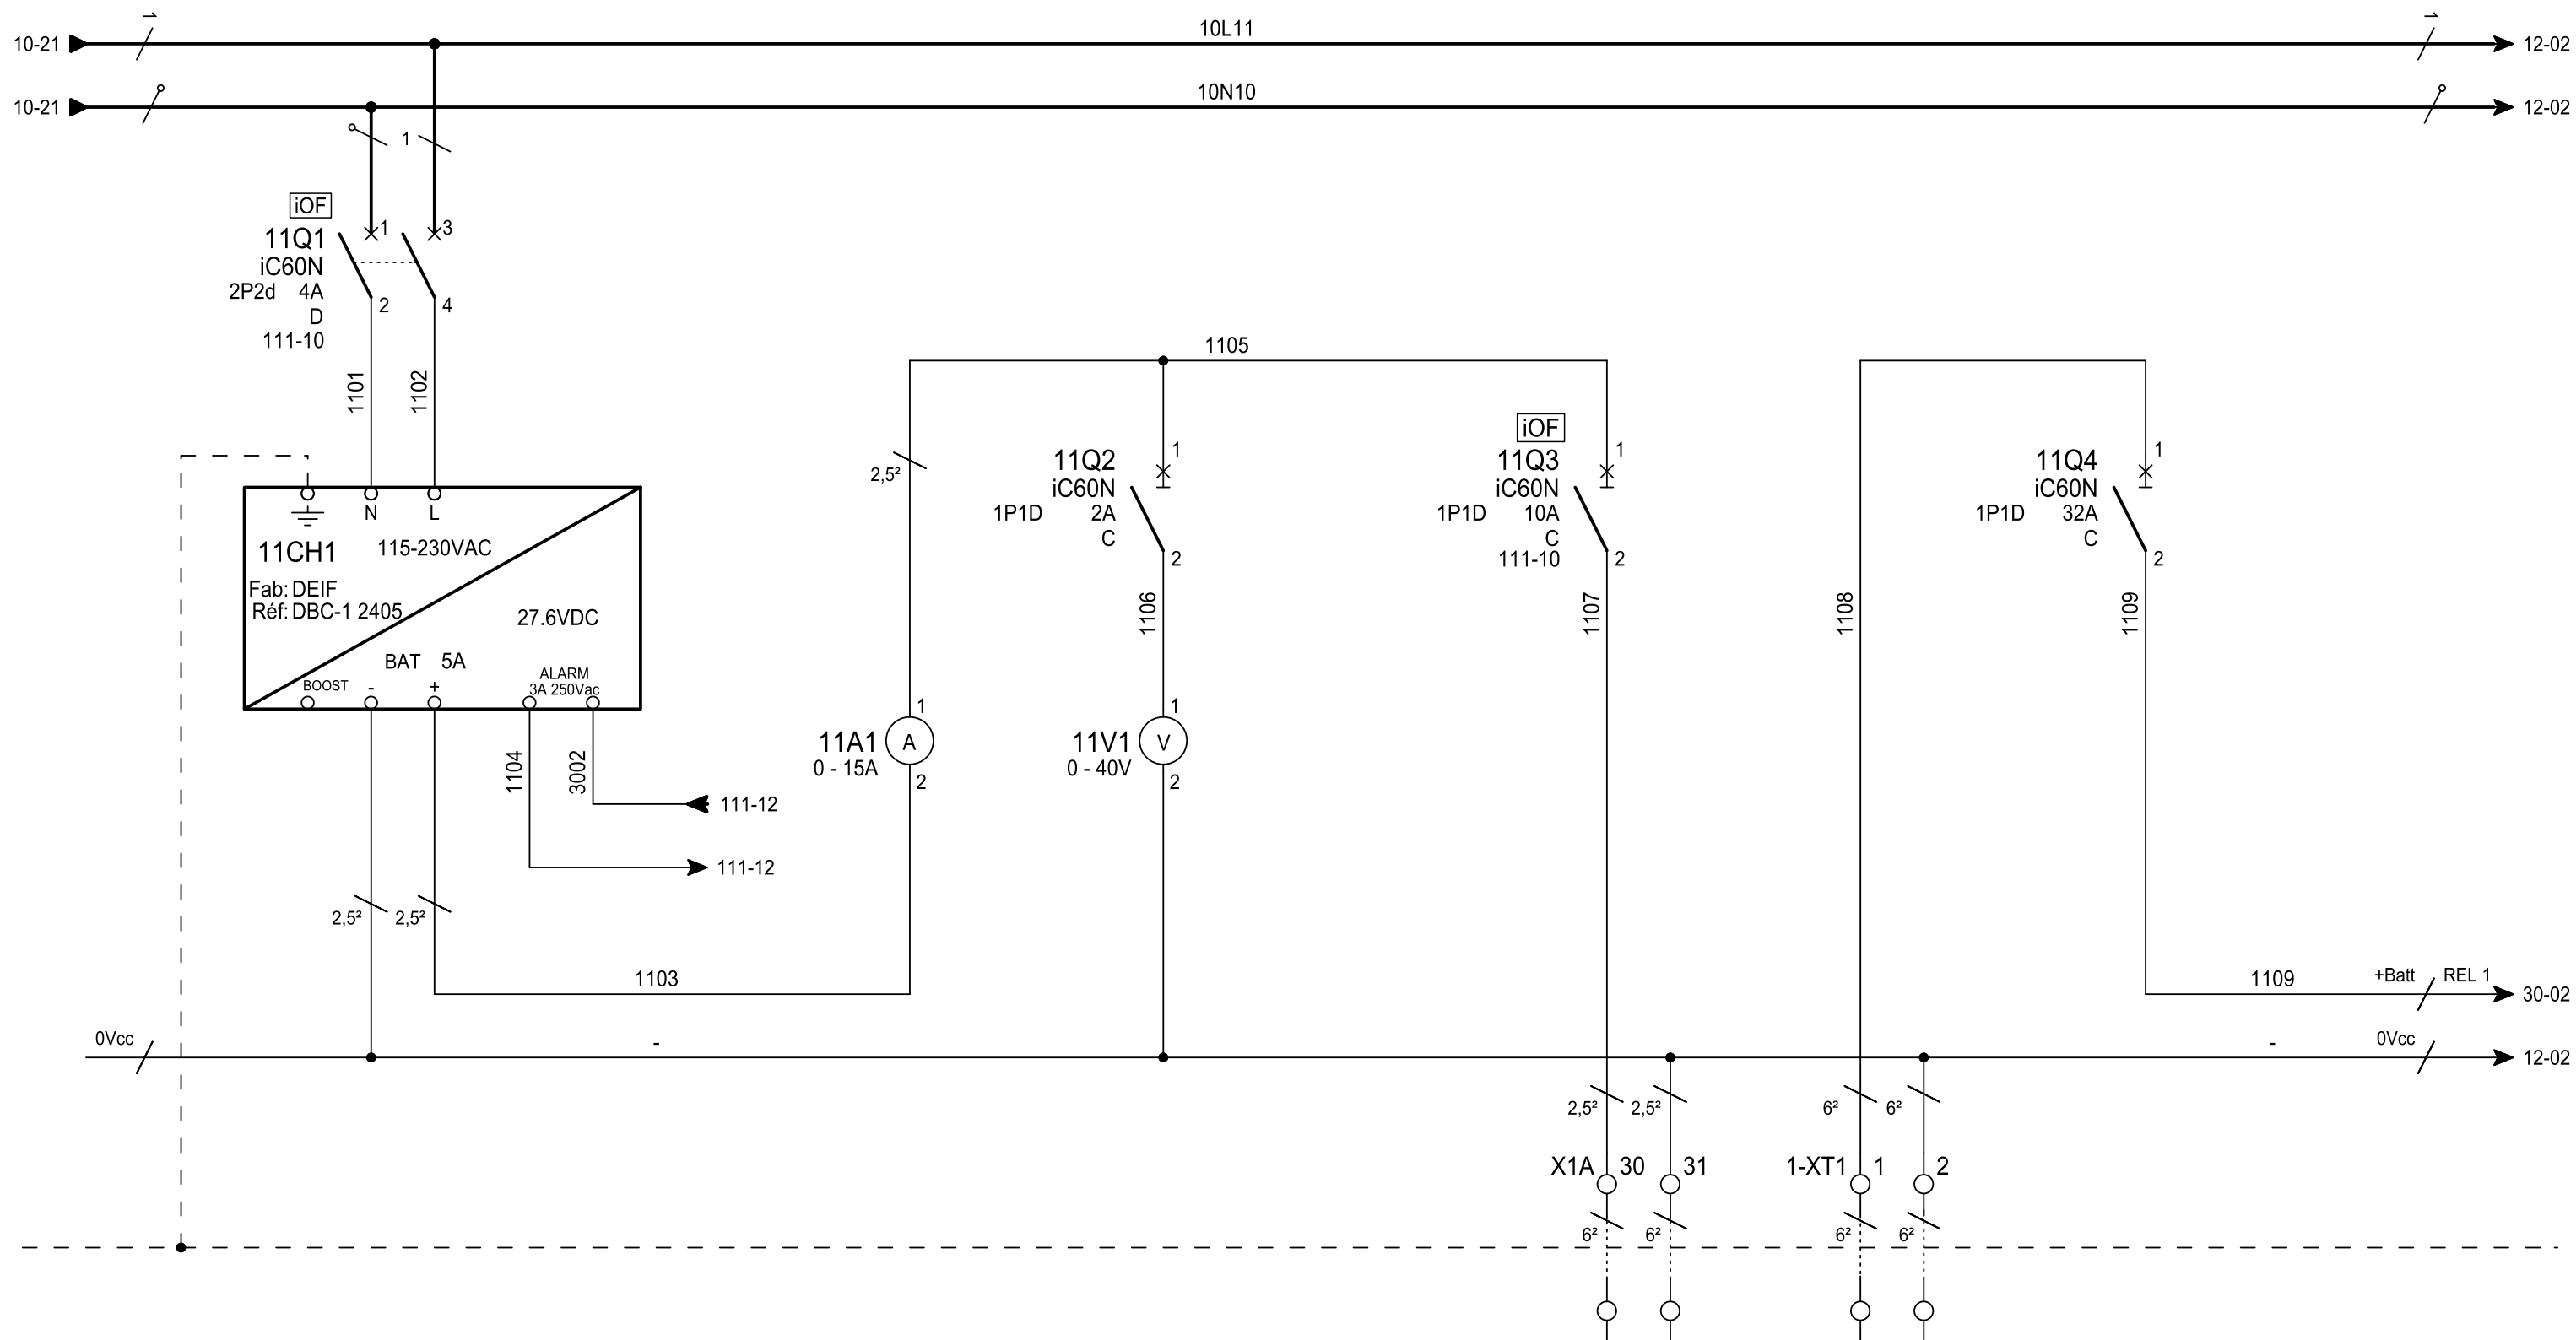 1
1
10-21
10L11
12-02
10-21
10N10
12-02
1
iOF
11Q1
iC60N
2P2d 4A
D
111-10
1
3
2
4
1101
1102
1105
2,5²
11Q2
iC60N
1P1D 2A
C
1
2
1106
iOF
11Q3
iC60N
1P1D 10A
C
111-10
1
2
1107
1108
11Q4
iC60N
1P1D 32A
C
1
2
1109
N
L
11CH1
115-230VAC
Fab: DEIF
Réf: DBC-1 2405
27.6VDC
BAT 5A
BOOST
-
+
ALARM
3A 250Vac
1104
3002
111-12
111-12
11A1
0 - 15A
A
1
2
11V1
0 - 40V
V
1
2
2,5²
2,5²
1103
1109
+Batt
REL 1
30-02
0Vcc
-
-
0Vcc
12-02
2,5²
2,5²
6²
6²
X1A
30
31
1-XT1
1
2
6²
6²
6²
6²